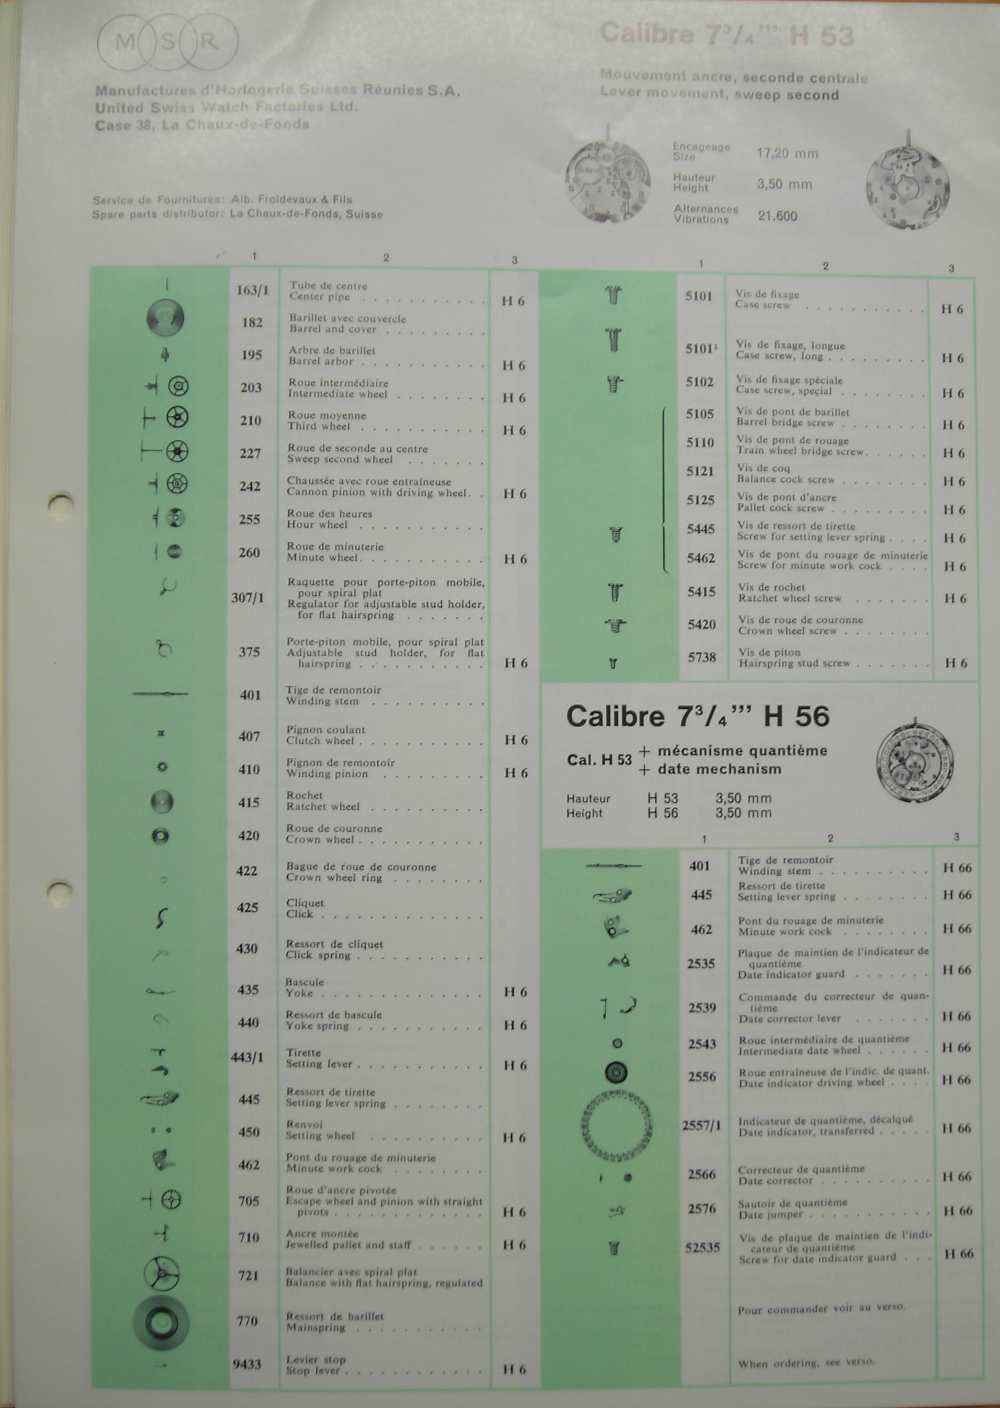 MSR
Manufactures d'Horlogerie Suisses Réunies S.A.
United Swiss Watch Factories Ltd.
Case 38, La Chaux-de-Fonds
Service de Fournitures: Alb. Froidevaux & Fils
Spare parts distributor: La Chaux-de-Fonds, Suisse
Calibre 7³/₄''' H 53
Mouvement ancre, seconde centrale
Lever movement, sweep second
Encageage
Size 17,20 mm
Hauteur
Height 3,50 mm
Alternances
Vibrations 21.600
1 2 3
163/1 Tube de centre
Center pipe . . . . . . . . . . . H 6
182 Barillet avec couvercle
Barrel and cover . . . . . . . . .
195 Arbre de barillet
Barrel arbor . . . . . . . . . . . H 6
203 Roue intermédiaire
Intermediate wheel . . . . . . . . H 6
210 Roue moyenne
Third wheel . . . . . . . . . . . H 6
227 Roue de seconde au centre
Sweep second wheel . . . . . . .
242 Chaussée avec roue entraîneuse
Cannon pinion with driving wheel. . H 6
255 Roue des heures
Hour wheel . . . . . . . . . . .
260 Roue de minuterie
Minute wheel. . . . . . . . . . . H 6
307/1 Raquette pour porte-piton mobile,
pour spiral plat
Regulator for adjustable stud holder,
for flat hairspring . . . . . . .
375 Porte-piton mobile, pour spiral plat
Adjustable stud holder, for flat
hairspring . . . . . . . . . . . H 6
401 Tige de remontoir
Winding stem . . . . . . . . . .
407 Pignon coulant
Clutch wheel . . . . . . . . . . . H 6
410 Pignon de remontoir
Winding pinion . . . . . . . . . H 6
415 Rochet
Ratchet wheel . . . . . . . . . .
420 Roue de couronne
Crown wheel . . . . . . . . . . .
422 Bague de roue de couronne
Crown wheel ring . . . . . . . .
425 Cliquet
Click . . . . . . . . . . . . . .
430 Ressort de cliquet
Click spring . . . . . . . . . . .
435 Bascule
Yoke . . . . . . . . . . . . . . H 6
440 Ressort de bascule
Yoke spring . . . . . . . . . . . H 6
443/1 Tirette
Setting lever . . . . . . . . . . . H 6
445 Ressort de tirette
Setting lever spring . . . . . . . .
450 Renvoi
Setting wheel . . . . . . . . . . H 6
462 Pont du rouage de minuterie
Minute work cock . . . . . . . .
705 Roue d'ancre pivotée
Escape wheel and pinion with straight
pivots . . . . . . . . . . . . . H 6
710 Ancre montée
Jewelled pallet and staff . . . . . . H 6
721 Balancier avec spiral plat
Balance with flat hairspring, regulated
770 Ressort de barillet
Mainspring . . . . . . . . . . .
9433 Levier stop
Stop lever . . . . . . . . . . . . H 6
1 2 3
5101 Vis de fixage
Case screw . . . . . . . . . . . H 6
5101¹ Vis de fixage, longue
Case screw, long . . . . . . . . . H 6
5102 Vis de fixage spéciale
Case screw, special . . . . . . . . H 6
5105 Vis de pont de barillet
Barrel bridge screw . . . . . . . . H 6
5110 Vis de pont de rouage
Train wheel bridge screw. . . . . . H 6
5121 Vis de coq
Balance cock screw . . . . . . . . H 6
5125 Vis de pont d'ancre
Pallet cock screw . . . . . . . . . H 6
5445 Vis de ressort de tirette
Screw for setting lever spring . . . . H 6
5462 Vis de pont du rouage de minuterie
Screw for minute work cock . . . . H 6
5415 Vis de rochet
Ratchet wheel screw . . . . . . . H 6
5420 Vis de roue de couronne
Crown wheel screw . . . . . . . .
5738 Vis de piton
Hairspring stud screw . . . . . . . H 6
Calibre 7³/₄''' H 56
Cal. H 53 + mécanisme quantième
+ date mechanism
Hauteur H 53 3,50 mm
Height H 56 3,50 mm
1 2 3
401 Tige de remontoir
Winding stem . . . . . . . . . . H 66
445 Ressort de tirette
Setting lever spring . . . . . . . . H 66
462 Pont du rouage de minuterie
Minute work cock . . . . . . . . H 66
2535 Plaque de maintien de l'indicateur de
quantième
Date indicator guard . . . . . . . H 66
2539 Commande du correcteur de quan-
tième
Date corrector lever . . . . . . . H 66
2543 Roue intermédiaire de quantième
Intermediate date wheel . . . . . . H 66
2556 Roue entraîneuse de l'indic. de quant.
Date indicator driving wheel . . . . H 66
2557/1 Indicateur de quantième, décalqué
Date indicator, transferred . . . . . H 66
2566 Correcteur de quantième
Date corrector . . . . . . . . . . H 66
2576 Sautoir de quantième
Date jumper . . . . . . . . . . . H 66
52535 Vis de plaque de maintien de l'indi-
cateur de quantième
Screw for date indicator guard . . . H 66
Pour commander voir au verso.
When ordering, see verso.